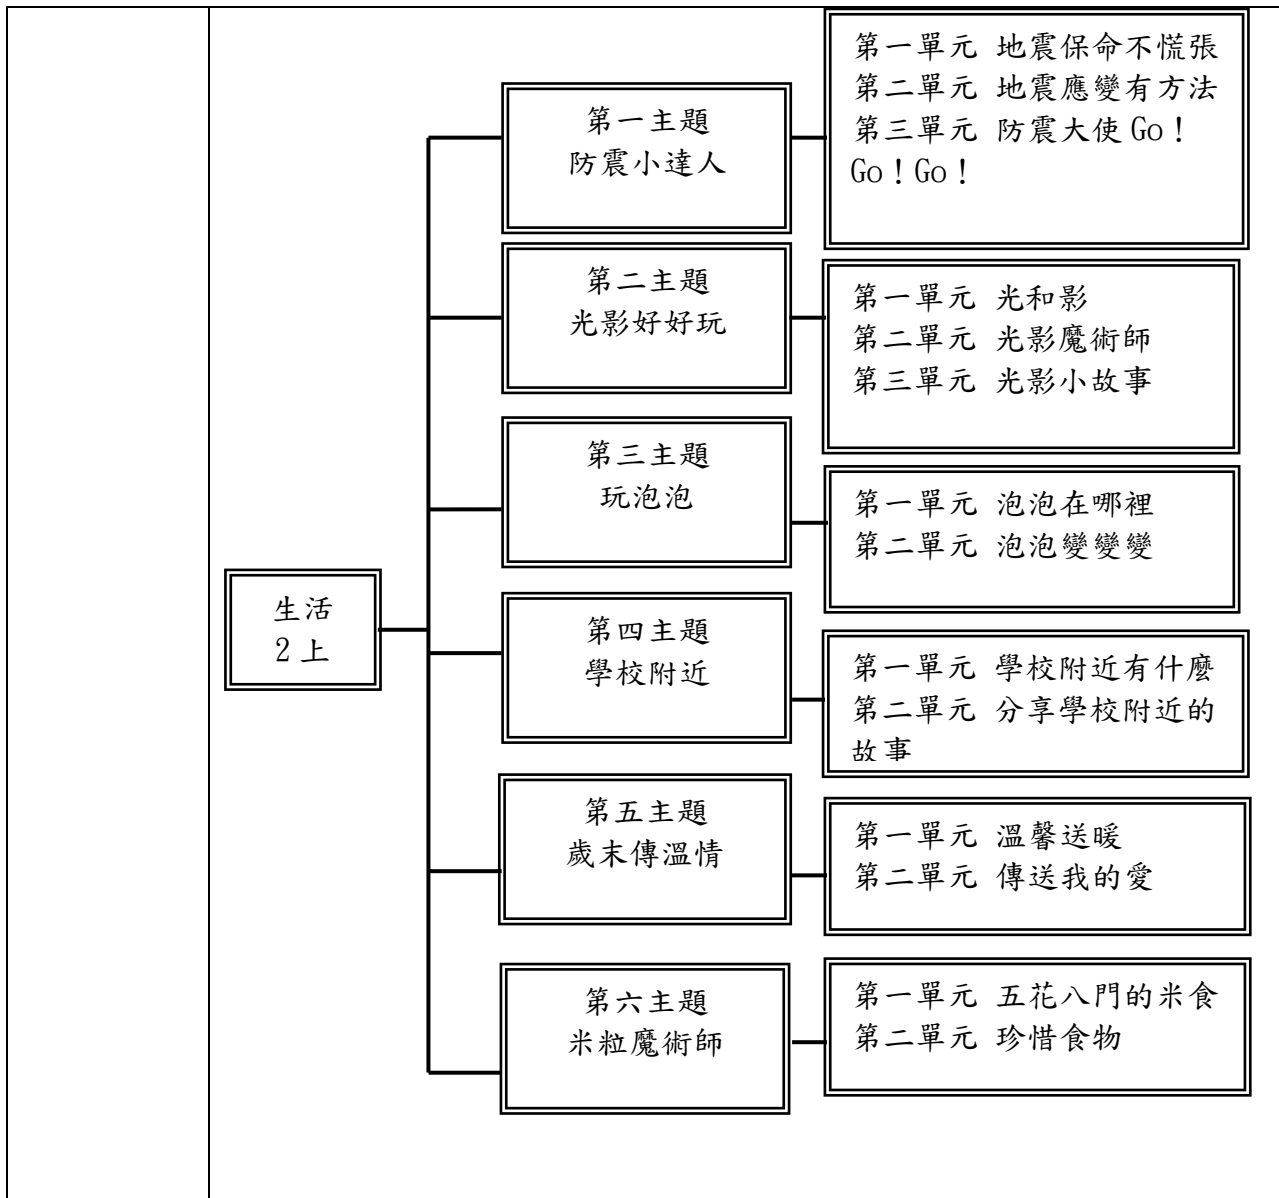 生活
2上
第一主題
防震小達人
第一單元 地震保命不慌張
第二單元 地震應變有方法
第三單元 防震大使 Go！
Go！Go！
第二主題
光影好好玩
第一單元 光和影
第二單元 光影魔術師
第三單元 光影小故事
第三主題
玩泡泡
第一單元 泡泡在哪裡
第二單元 泡泡變變變
第四主題
學校附近
第一單元 學校附近有什麼
第二單元 分享學校附近的
故事
第五主題
歲末傳溫情
第一單元 溫馨送暖
第二單元 傳送我的愛
第六主題
米粒魔術師
第一單元 五花八門的米食
第二單元 珍惜食物